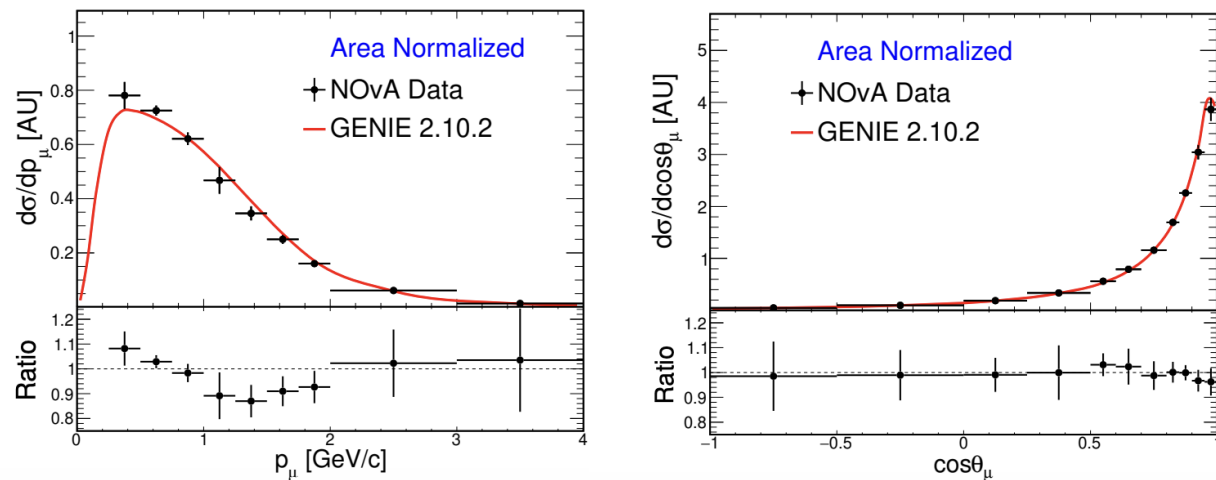 Area Normalized
NOvA Data
GENIE 2.10.2
dσ/dp_μ [AU]
1
0.8
0.6
0.4
0.2
Ratio
1.2
1.1
1
0.9
0.8
0 1 2 3 4
p_μ [GeV/c]
Area Normalized
NOvA Data
GENIE 2.10.2
dσ/dcosθ_μ [AU]
5
4
3
2
1
Ratio
1.2
1.1
1
0.9
0.8
−1 −0.5 0 0.5 1
cosθ_μ